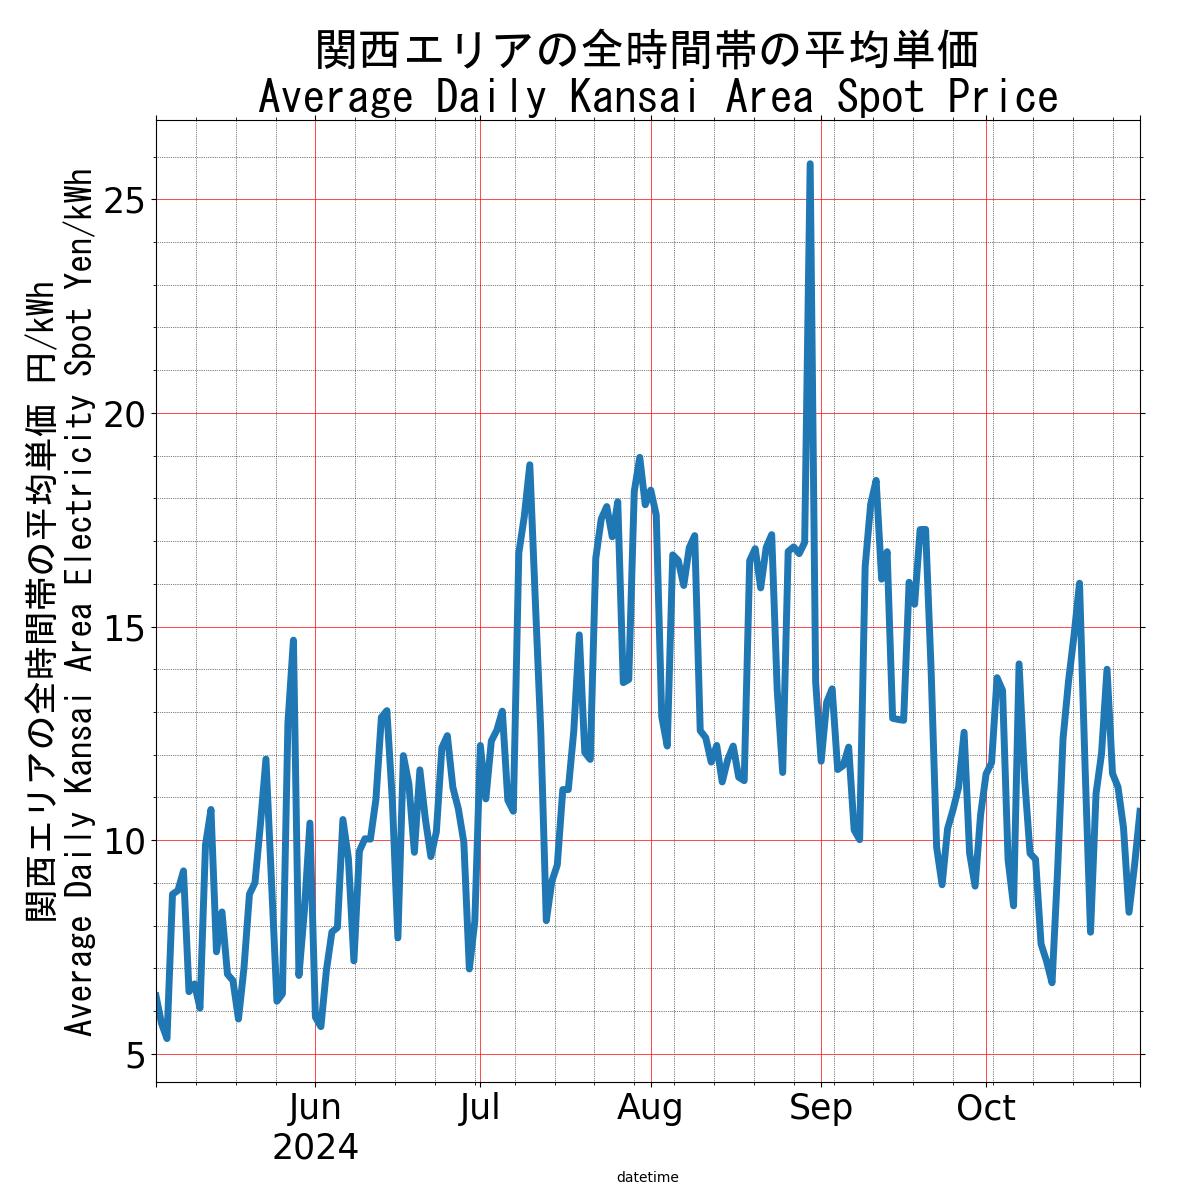 関西エリアの全時間帯の平均単価
Average Daily Kansai Area Spot Price
関西エリアの全時間帯の平均単価 円/kWh
Average Daily Kansai Area Electricity Spot Yen/kWh
25
20
15
10
5
Jun
2024
Jul
Aug
Sep
Oct
datetime